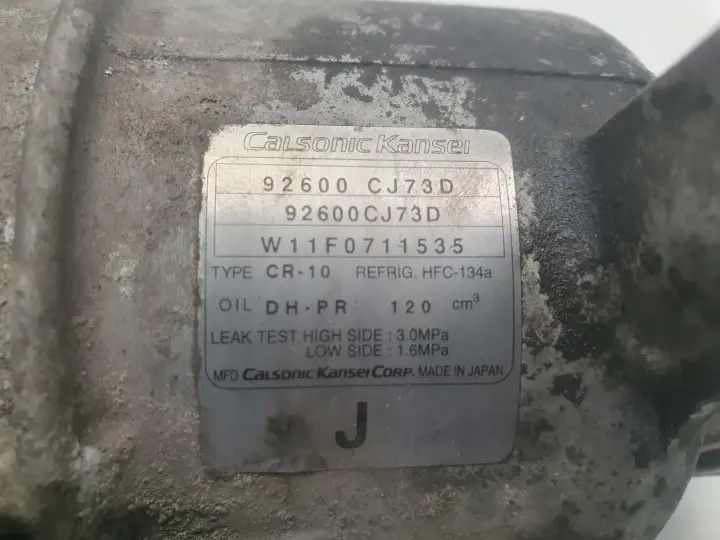 Calsonic Kansei
92600 CJ73D
92600CJ73D
W11F0711535
TYPE CR-10 REFRIG. HFC-134a
OIL DH-PR 120 cm³
LEAK TEST HIGH SIDE : 3.0MPa
LOW SIDE : 1.6MPa
MFD Calsonic Kansei Corp. MADE IN JAPAN
J